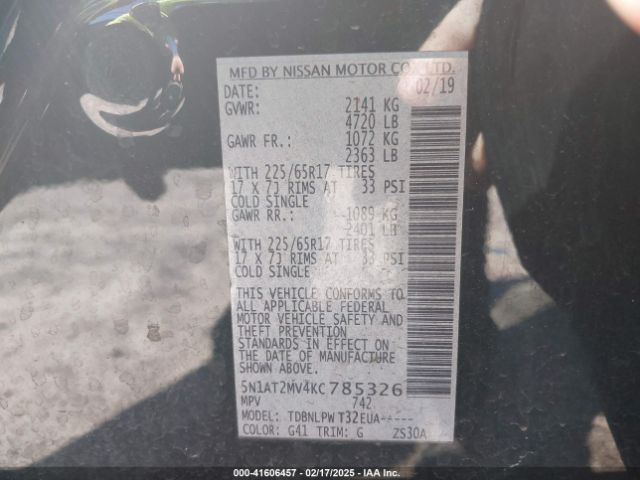 MFD BY NISSAN MOTOR CO., LTD.
DATE: 02/19
GVWR: 2141 KG
4720 LB
GAWR FR.: 1072 KG
2363 LB
WITH 225/65R17 TIRES
17 X 7J RIMS AT 33 PSI
COLD SINGLE
GAWR RR.: 1089 KG
2401 LB
WITH 225/65R17 TIRES
17 X 7J RIMS AT 33 PSI
COLD SINGLE
THIS VEHICLE CONFORMS TO
ALL APPLICABLE FEDERAL
MOTOR VEHICLE SAFETY AND
THEFT PREVENTION
STANDARDS IN EFFECT ON
THE DATE OF MANUFACTURE
SHOWN ABOVE.
5N1AT2MV4KC785326
MPV 742
MODEL: TDBNLPW T32EUA-----
COLOR: G41 TRIM: G ZS30A
000-41606457 - 02/17/2025 - IAAI.COM